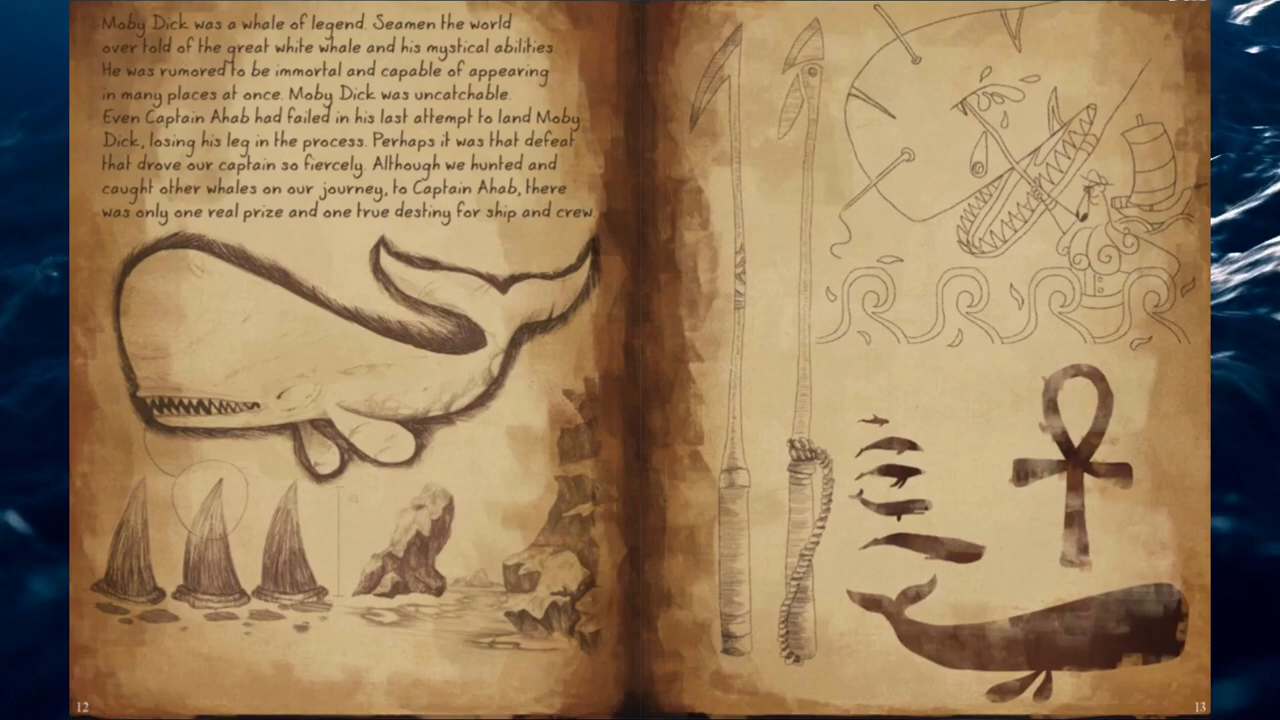 Moby Dick was a whale of legend. Seamen the world
over told of the great white whale and his mystical abilities.
He was rumored to be immortal and capable of appearing
in many places at once. Moby Dick was uncatchable.
Even Captain Ahab had failed in his last attempt to land Moby
Dick, losing his leg in the process. Perhaps it was that defeat
that drove our captain so fiercely. Although we hunted and
caught other whales on our journey, to Captain Ahab, there
was only one real prize and one true destiny for ship and crew.
12
13